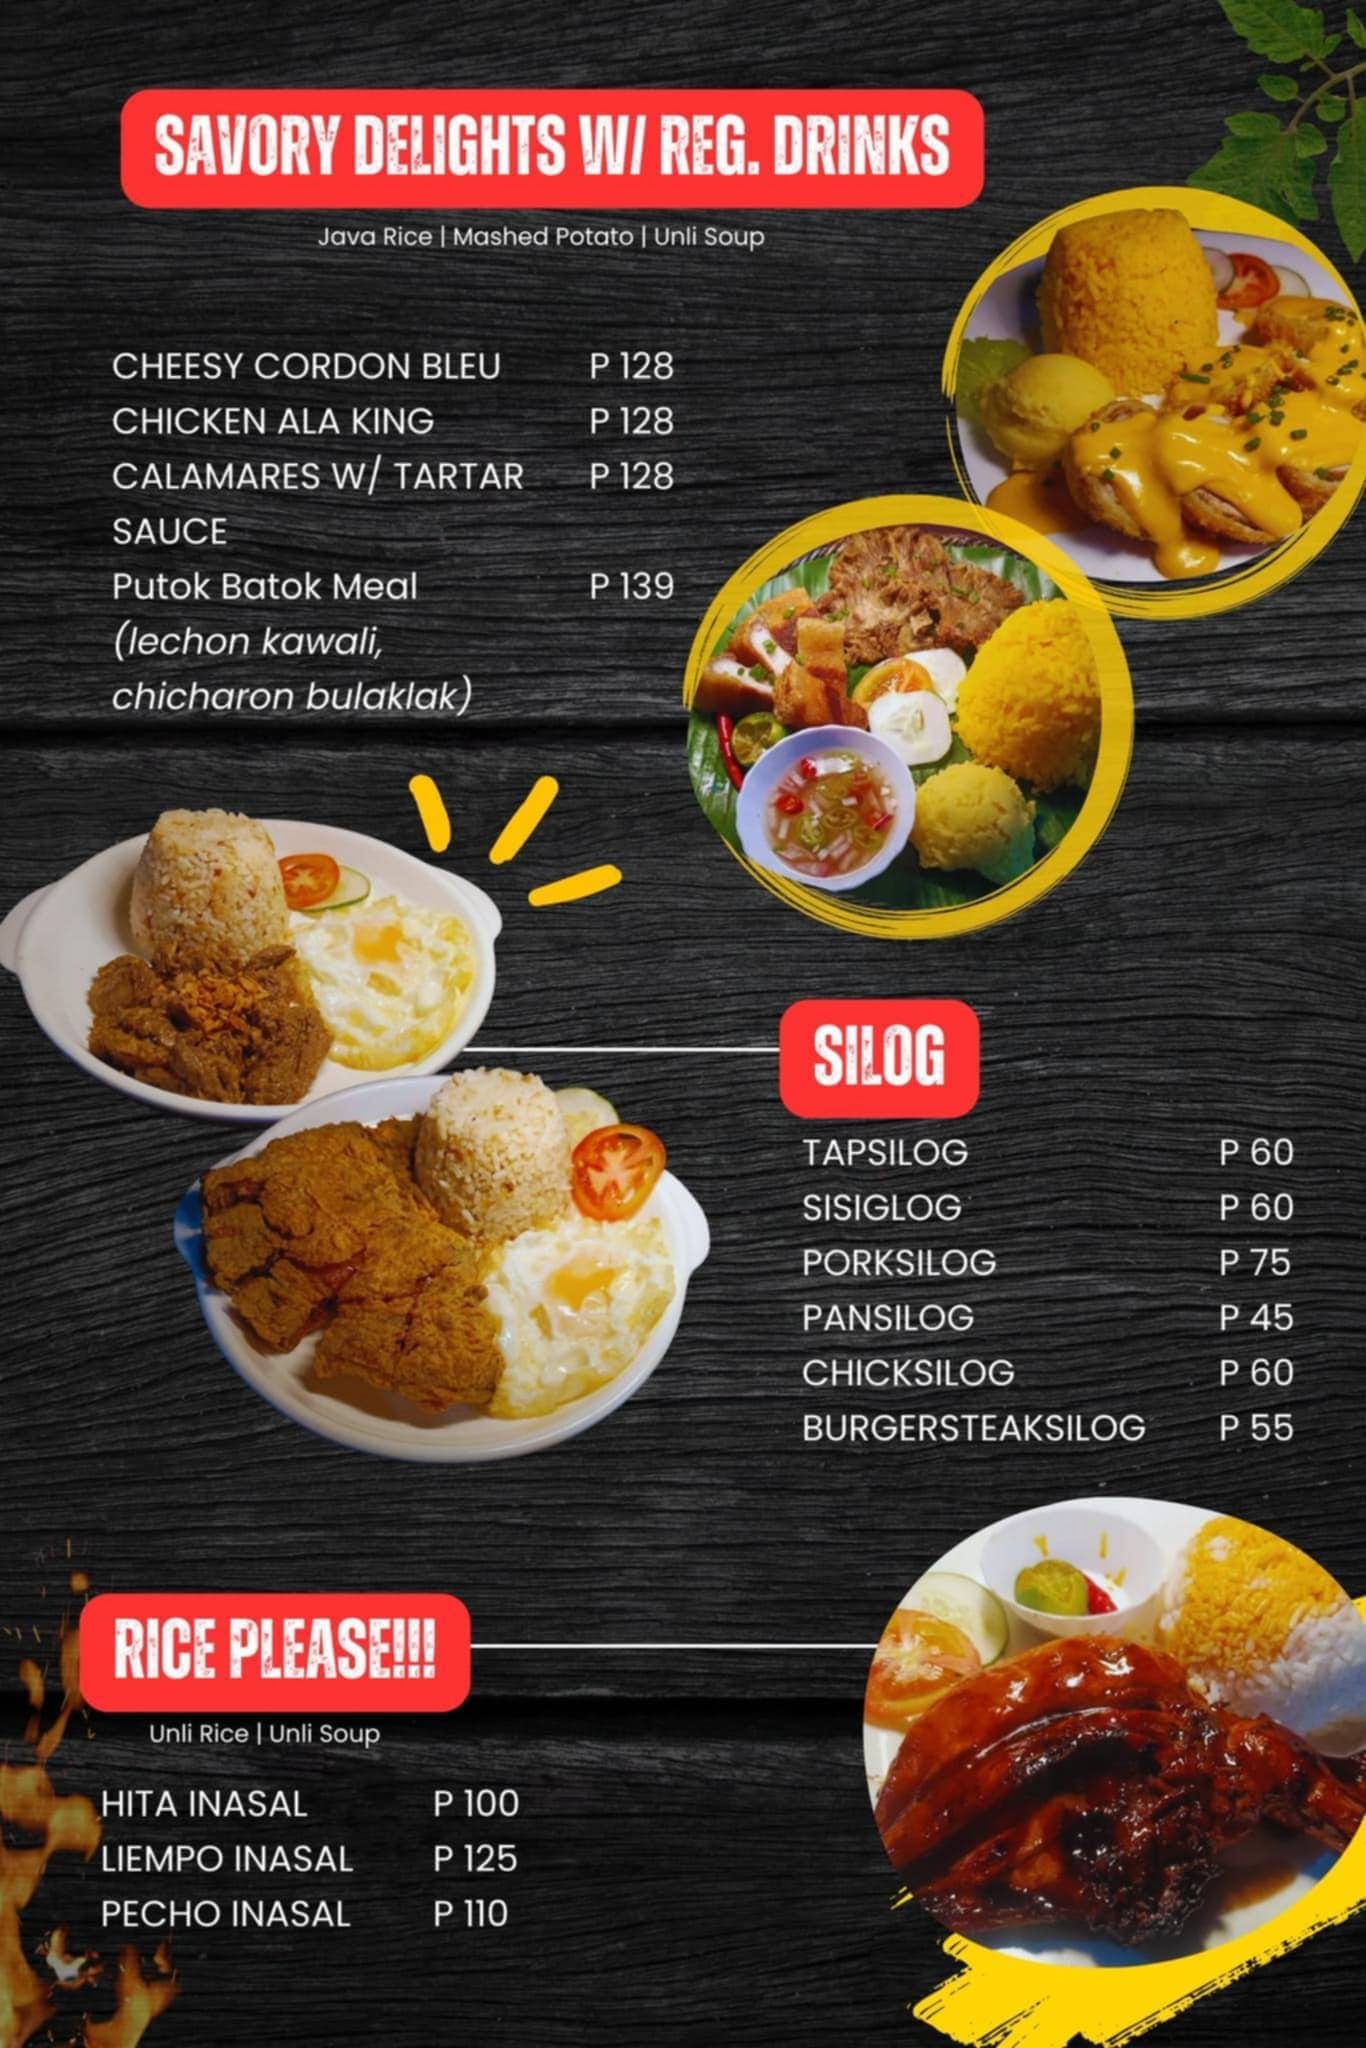 SAVORY DELIGHTS W/ REG. DRINKS
Java Rice | Mashed Potato | Unli Soup
CHEESY CORDON BLEU P 128
CHICKEN ALA KING P 128
CALAMARES W/ TARTAR P 128
SAUCE
Putok Batok Meal P 139
(lechon kawali,
chicharon bulaklak)
SILOG
TAPSILOG P 60
SISIGLOG P 60
PORKSILOG P 75
PANSILOG P 45
CHICKSILOG P 60
BURGERSTEAKSILOG P 55
RICE PLEASE!!!
Unli Rice | Unli Soup
HITA INASAL P 100
LIEMPO INASAL P 125
PECHO INASAL P 110